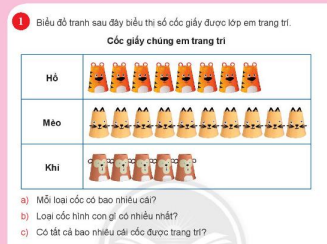 1 Biểu đồ tranh sau đây biểu thị số cốc giấy được lớp em trang trí.
Cốc giấy chúng em trang trí
Hổ
Mèo
Khỉ
a) Mỗi loại cốc có bao nhiêu cái?
b) Loại cốc hình con gì có nhiều nhất?
c) Có tất cả bao nhiêu cái cốc được trang trí?